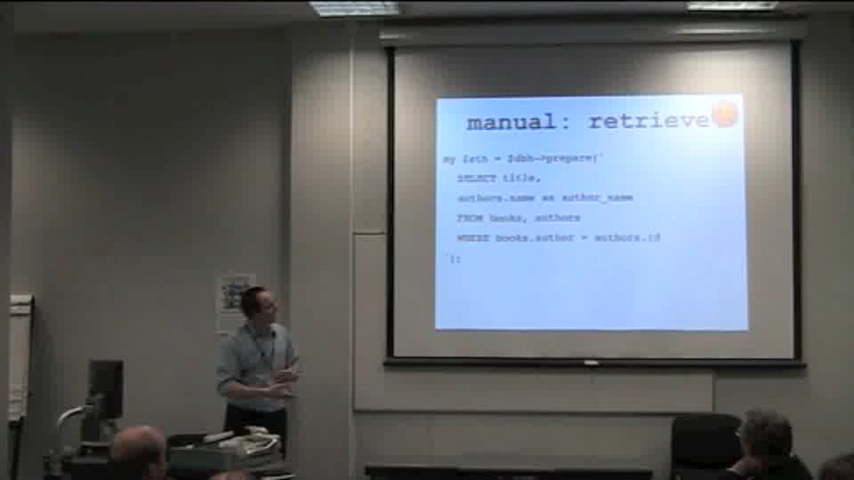 manual: retrieve
my $sth = $dbh->prepare('
SELECT title,
authors.name as author_name
FROM books, authors
WHERE books.author = authors.id
');